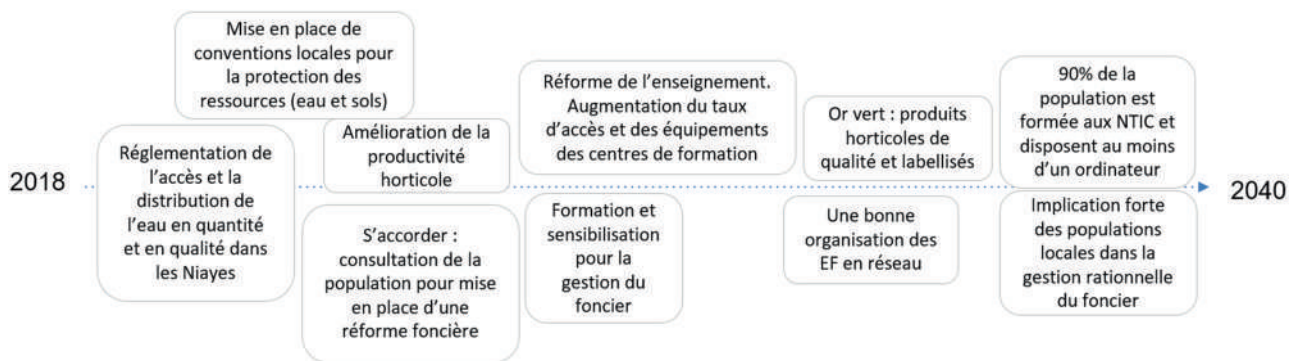 2018
Réglementation de
l'accès et la
distribution de
l'eau en quantité
et en qualité dans
les Niayes
Mise en place de
conventions locales pour
la protection des
ressources (eau et sols)
Amélioration de la
productivité
horticole
S'accorder :
consultation de la
population pour mise
en place d'une
réforme foncière
Réforme de l'enseignement.
Augmentation du taux
d'accès et des équipements
des centres de formation
Formation et
sensibilisation
pour la
gestion du
foncier
Or vert : produits
horticoles de
qualité et labellisés
Une bonne
organisation des
EF en réseau
90% de la
population est
formée aux NTIC et
disposent au moins
d'un ordinateur
Implication forte
des populations
locales dans la
gestion rationnelle
du foncier
2040